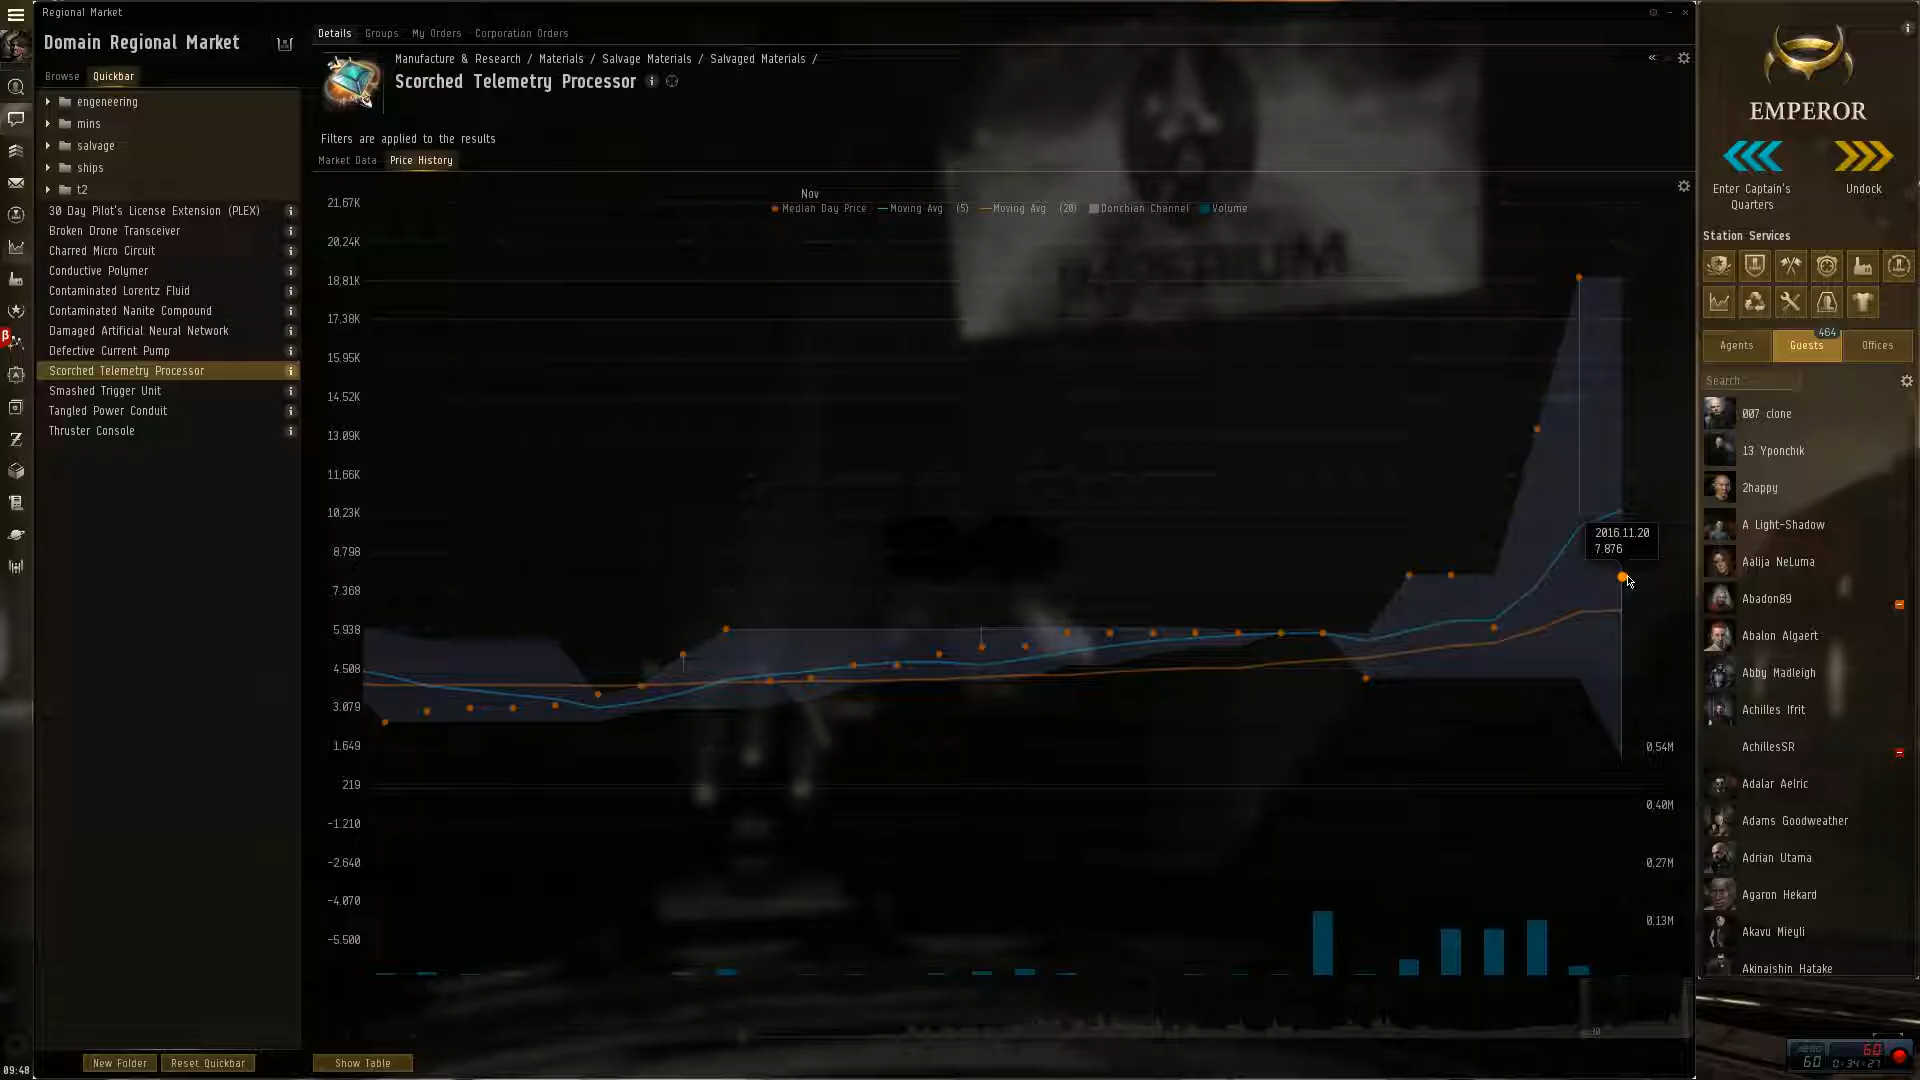 Regional Market
Domain Regional Market
Browse Quickbar
engeneering
mins
salvage
ships
t2
30 Day Pilot's License Extension (PLEX)
Broken Drone Transceiver
Charred Micro Circuit
Conductive Polymer
Contaminated Lorentz Fluid
Contaminated Nanite Compound
Damaged Artificial Neural Network
Defective Current Pump
Scorched Telemetry Processor
Smashed Trigger Unit
Tangled Power Conduit
Thruster Console
New Folder Reset Quickbar
09:48
Details Groups My Orders Corporation Orders
Manufacture & Research / Materials / Salvage Materials / Salvaged Materials /
Scorched Telemetry Processor
Filters are applied to the results
Market Data Price History
Nov
Median Day Price Moving Avg (5) Moving Avg (20) Donchian Channel Volume
21,67K
20,24K
18,81K
17,38K
15,95K
14,52K
13,09K
11,66K
10,23K
8.798
7.368
5.938
4.508
3.079
1.649
219
-1.210
-2.640
-4.070
-5.500
2016.11.20
7.876
0,54M
0,40M
0,27M
0,13M
Show Table
EMPEROR
Enter Captain's
Quarters
Undock
Station Services
464
Agents Guests Offices
Search
007 clone
13 Yponchik
2happy
A Light-Shadow
Aalija NeLuma
Abadon89
Abalon Algaert
Abby Madleigh
Achilles Ifrit
AchillesSR
Adalar Aelric
Adams Goodweather
Adrian Utama
Agaron Hekard
Akavu Mieyli
Akinaishin Hatake
60
60 0:34:27